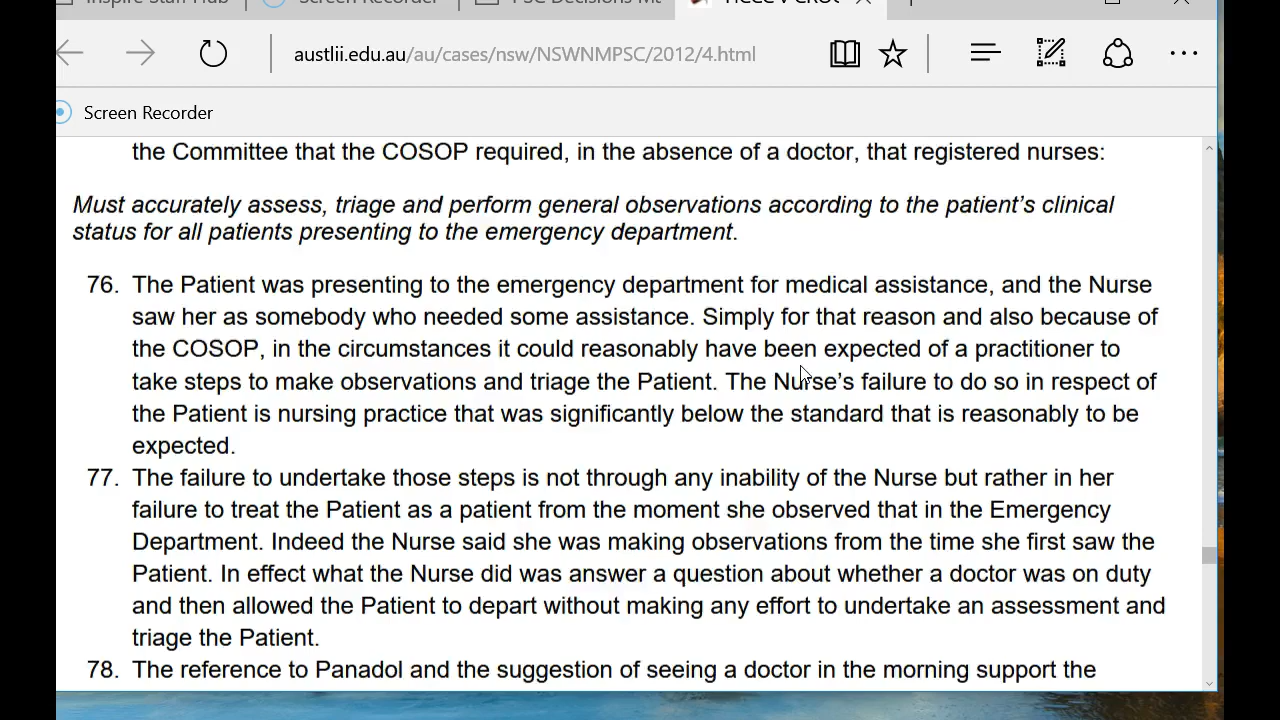 Inspire Staff Hub
Screen Recorder
PSC Decisions Mt
HCCC v CROC
austlii.edu.au/au/cases/nsw/NSWNMPSC/2012/4.html
Screen Recorder
the Committee that the COSOP required, in the absence of a doctor, that registered nurses:
Must accurately assess, triage and perform general observations according to the patient's clinical
status for all patients presenting to the emergency department.
76. The Patient was presenting to the emergency department for medical assistance, and the Nurse
saw her as somebody who needed some assistance. Simply for that reason and also because of
the COSOP, in the circumstances it could reasonably have been expected of a practitioner to
take steps to make observations and triage the Patient. The Nurse's failure to do so in respect of
the Patient is nursing practice that was significantly below the standard that is reasonably to be
expected.
77. The failure to undertake those steps is not through any inability of the Nurse but rather in her
failure to treat the Patient as a patient from the moment she observed that in the Emergency
Department. Indeed the Nurse said she was making observations from the time she first saw the
Patient. In effect what the Nurse did was answer a question about whether a doctor was on duty
and then allowed the Patient to depart without making any effort to undertake an assessment and
triage the Patient.
78. The reference to Panadol and the suggestion of seeing a doctor in the morning support the